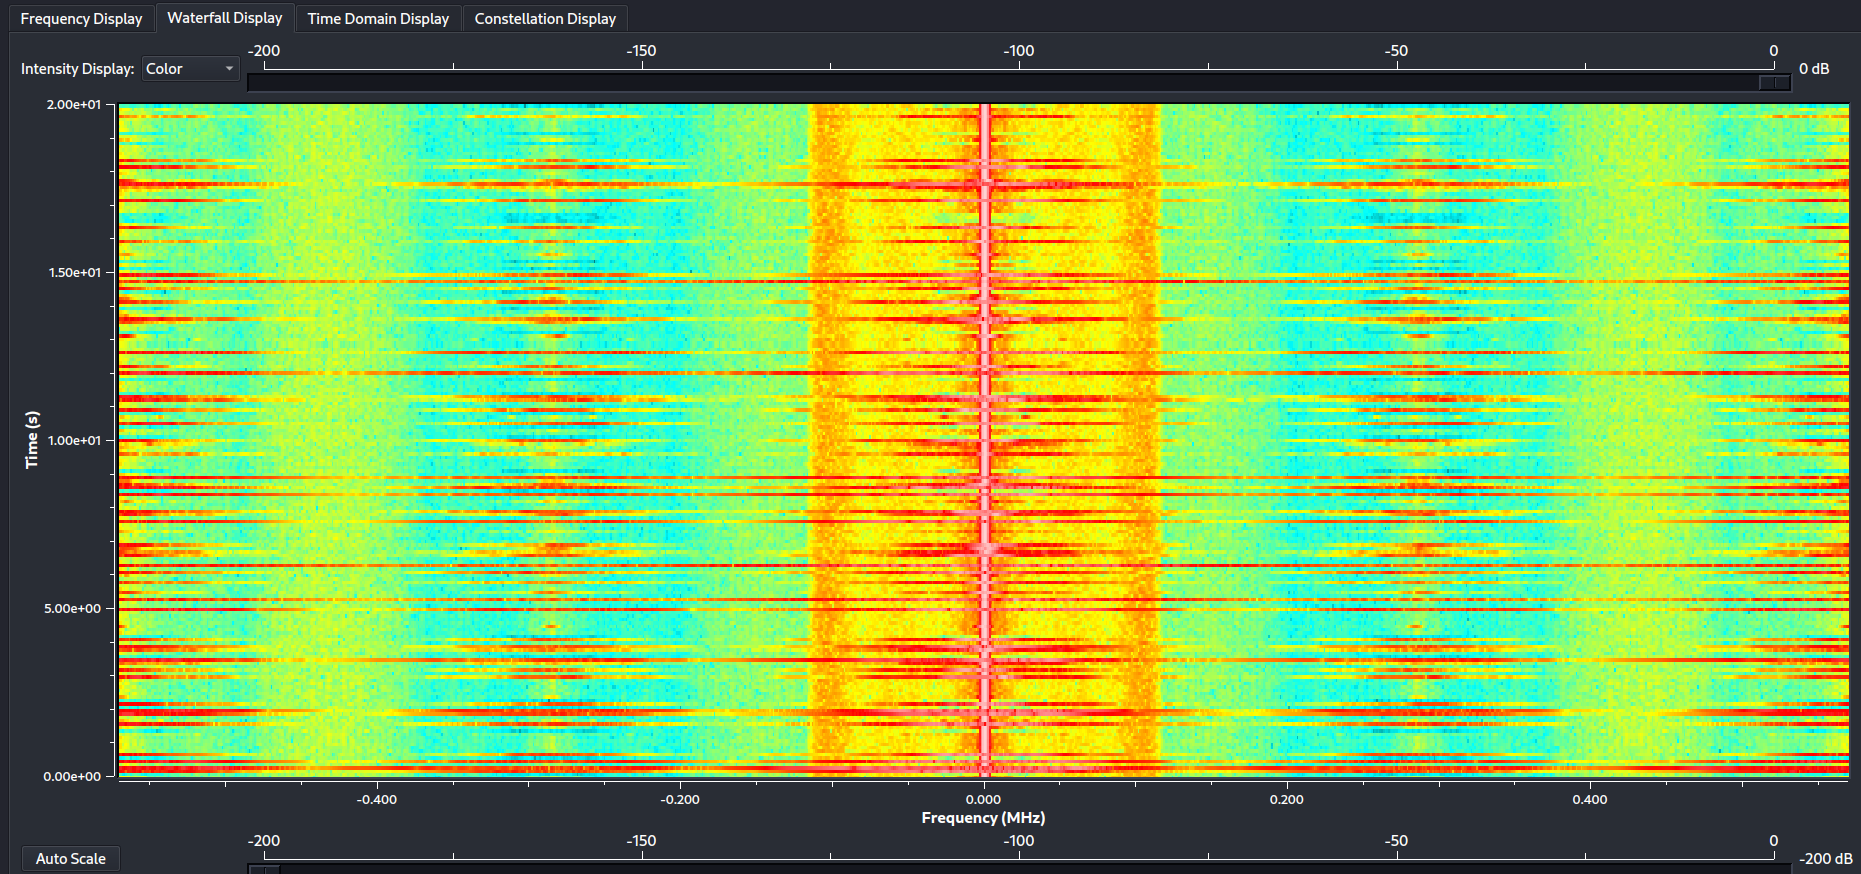 Frequency Display Waterfall Display Time Domain Display Constellation Display
-200 -150 -100 -50 0
Intensity Display: Color 0 dB
2.00e+01
1.50e+01
1.00e+01
5.00e+00
0.00e+00
Time (s)
-0.400 -0.200 0.000 0.200 0.400
Frequency (MHz)
-200 -150 -100 -50 0
Auto Scale -200 dB